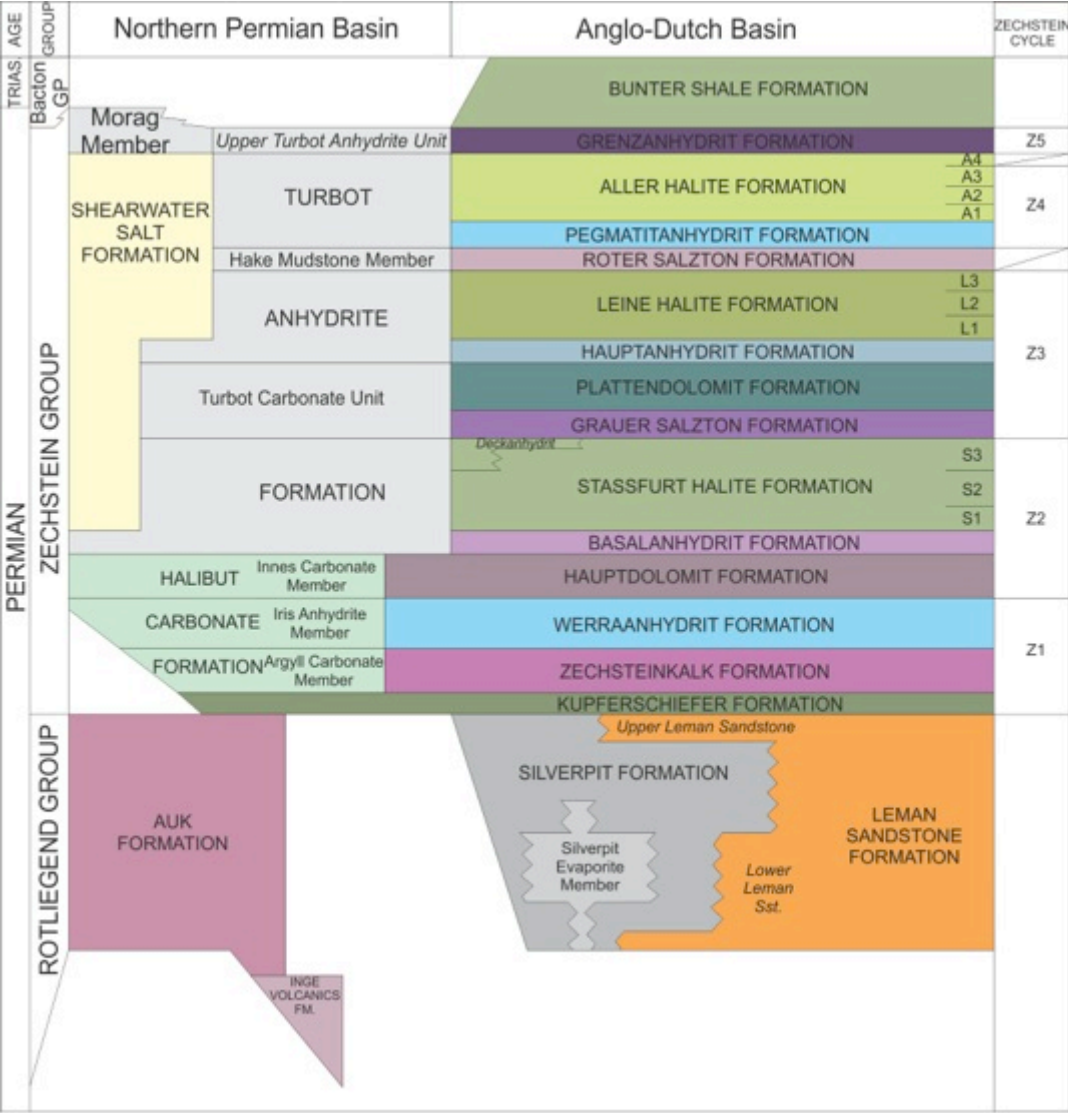 AGE
GROUP
Northern Permian Basin
Anglo-Dutch Basin
ZECHSTEIN
CYCLE
TRIAS.
Bacton
GP
BUNTER SHALE FORMATION
Morag
Member
Upper Turbot Anhydrite Unit
GRENZANHYDRIT FORMATION
Z5
SHEARWATER
SALT
FORMATION
TURBOT
ALLER HALITE FORMATION
A4
A3
A2
A1
Z4
PEGMATITANHYDRIT FORMATION
Hake Mudstone Member
ROTER SALZTON FORMATION
ANHYDRITE
LEINE HALITE FORMATION
L3
L2
L1
Z3
HAUPTANHYDRIT FORMATION
Turbot Carbonate Unit
PLATTENDOLOMIT FORMATION
GRAUER SALZTON FORMATION
PERMIAN
ZECHSTEIN GROUP
FORMATION
Deckanhydrit
STASSFURT HALITE FORMATION
S3
S2
S1
Z2
BASALANHYDRIT FORMATION
HALIBUT
Innes Carbonate
Member
HAUPTDOLOMIT FORMATION
CARBONATE
Iris Anhydrite
Member
WERRAANHYDRIT FORMATION
Z1
FORMATION
Argyll Carbonate
Member
ZECHSTEINKALK FORMATION
KUPFERSCHIEFER FORMATION
ROTLIEGEND GROUP
AUK
FORMATION
Upper Leman Sandstone
SILVERPIT FORMATION
Silverpit
Evaporite
Member
Lower
Leman
Sst.
LEMAN
SANDSTONE
FORMATION
INGE
VOLCANICS
FM.